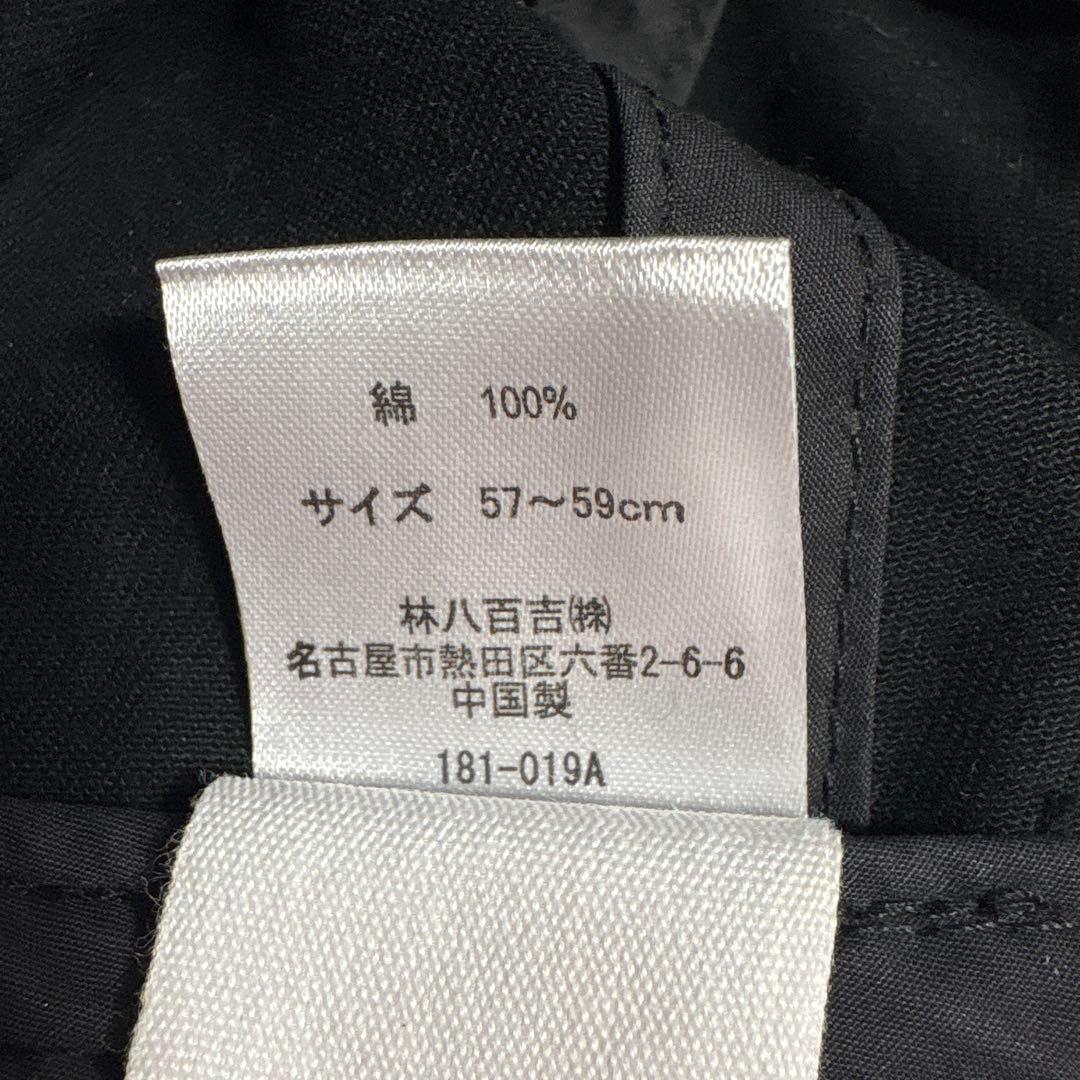 綿 100%
サイズ 57～59cm
林八百吉㈱
名古屋市熱田区六番2-6-6
中国製
181-019A